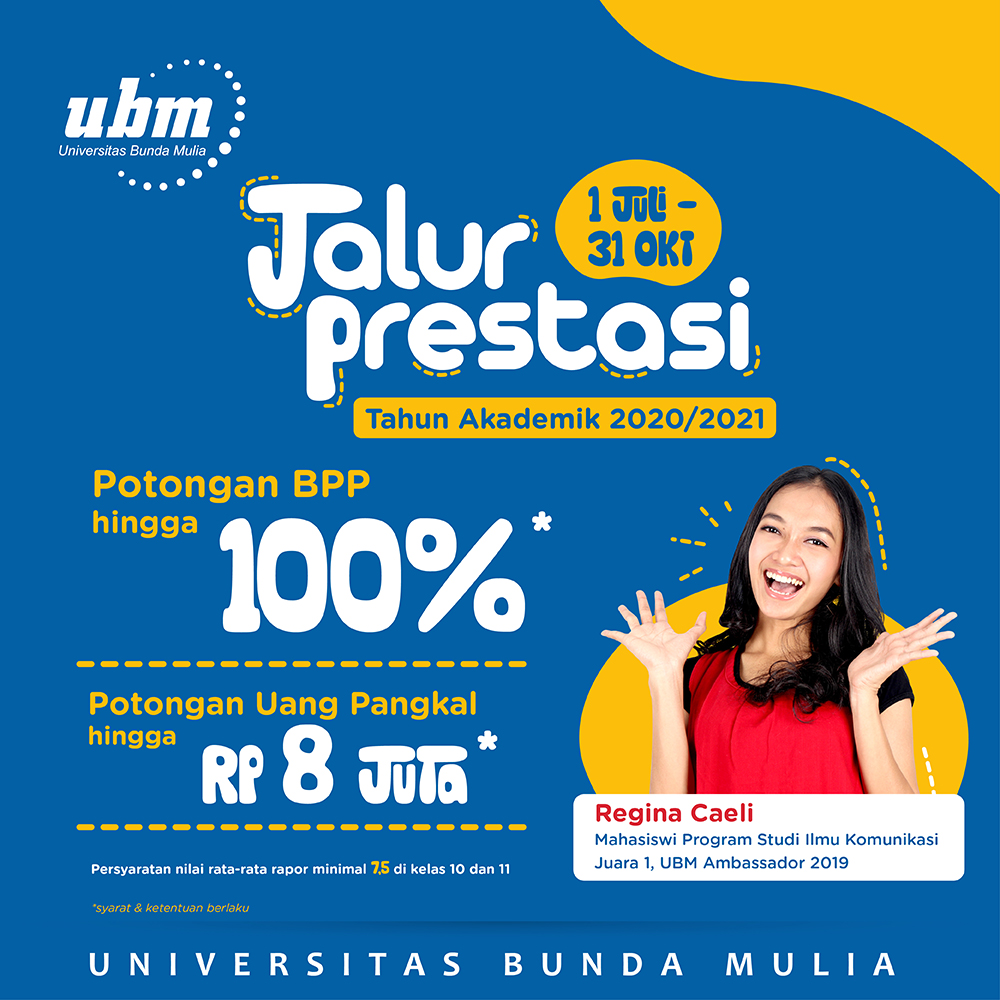 ubm
Universitas Bunda Mulia
Jalur
prestasi
1 Juli -
31 OKT
Tahun Akademik 2020/2021
Potongan BPP
hingga
100%*
Potongan Uang Pangkal
hingga
RP 8 JUTa*
Regina Caeli
Mahasiswi Program Studi Ilmu Komunikasi
Juara 1, UBM Ambassador 2019
Persyaratan nilai rata-rata rapor minimal 7,5 di kelas 10 dan 11
*syarat & ketentuan berlaku
UNIVERSITAS BUNDA MULIA